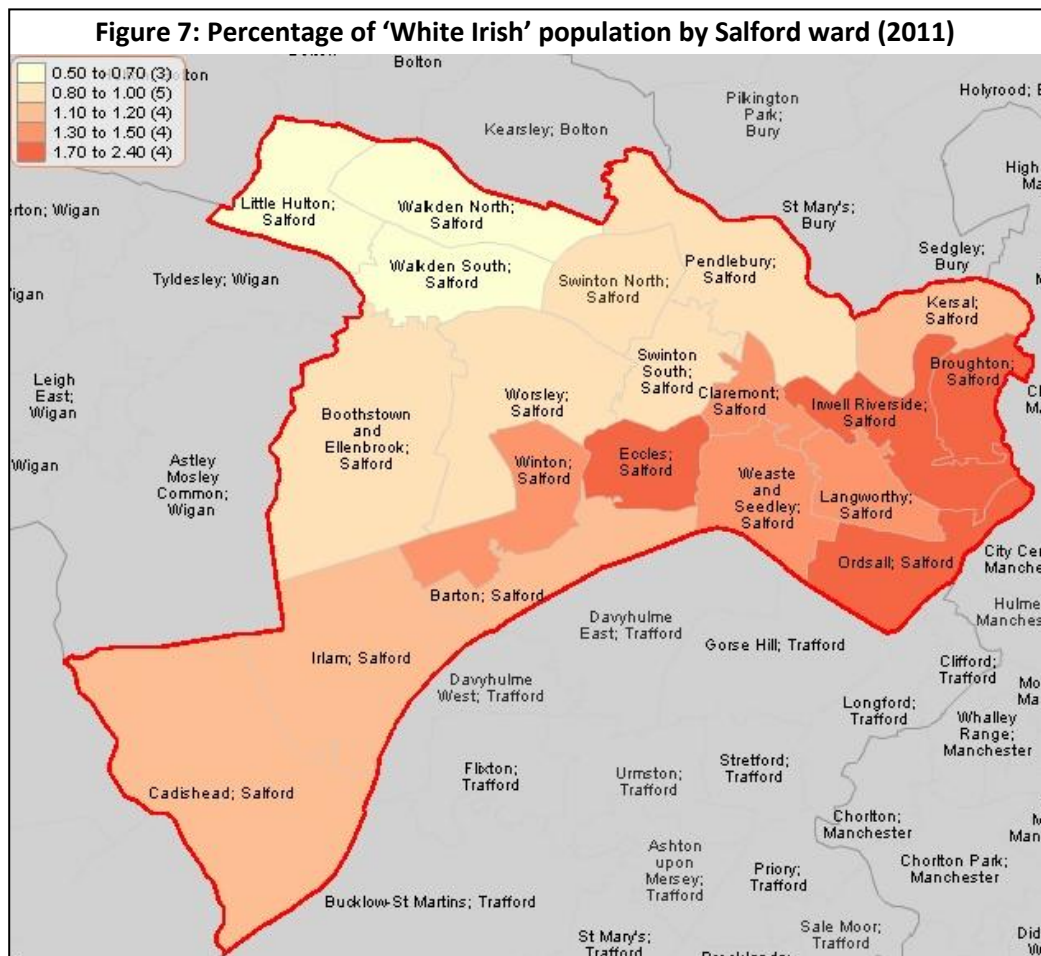 Figure 7: Percentage of ‘White Irish’ population by Salford ward (2011)
0.50 to 0.70 (3)
0.80 to 1.00 (5)
1.10 to 1.20 (4)
1.30 to 1.50 (4)
1.70 to 2.40 (4)
Bolton
Bolton
Kearsley; Bolton
Pilkington
Park;
Bury
Holyrood;
High
Little Hulton;
Salford
Walkden North;
Salford
St Mary's;
Bury
Wigan
Sedgley;
Bury
Tyldesley; Wigan
Walkden South;
Salford
Swinton North;
Salford
Pendlebury;
Salford
Kersal;
Salford
Leigh
East;
Wigan
Boothstown
and
Ellenbrook;
Salford
Worsley;
Salford
Swinton
South;
Salford
Claremont;
Salford
Irwell Riverside;
Salford
Broughton;
Salford
Wigan
Astley
Mosley
Common;
Wigan
Winton;
Salford
Eccles;
Salford
Weaste
and
Seedley;
Salford
Langworthy;
Salford
Ordsall; Salford
City
Barton; Salford
Davyhulme
East; Trafford
Gorse Hill; Trafford
Irlam; Salford
Davyhulme
West; Trafford
Clifford;
Trafford
Longford;
Trafford
Whalley
Range;
Manchester
Cadishead; Salford
Flixton;
Trafford
Urmston;
Trafford
Stretford;
Trafford
Chorlton;
Manchester
Ashton
upon
Mersey;
Trafford
Priory;
Trafford
Chorlton Park;
Manchester
Bucklow-St Martins; Trafford
St Mary's;
Trafford
Sale Moor;
Trafford